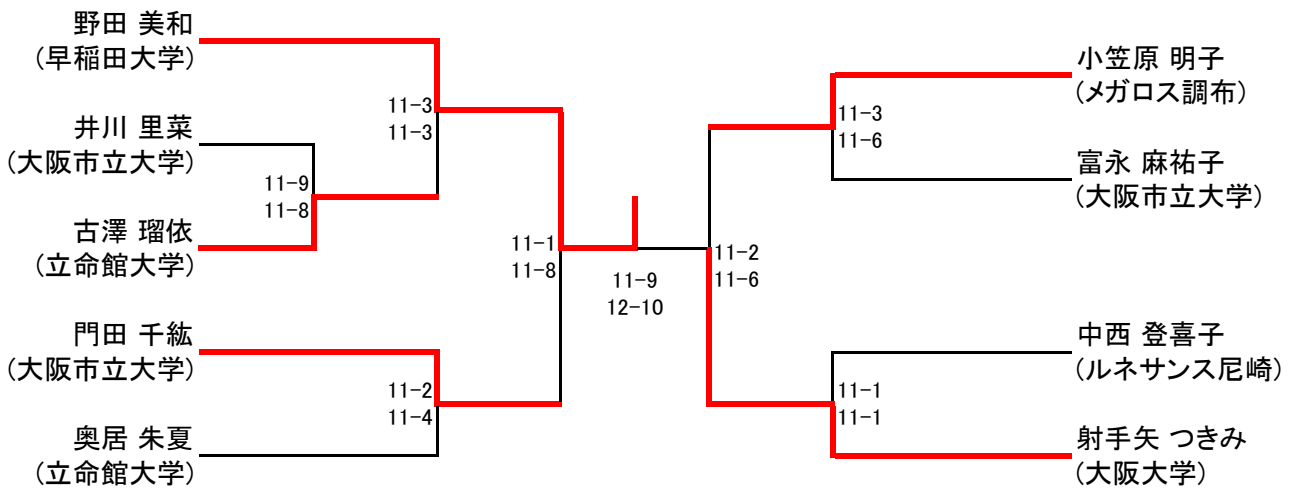 野田 美和
(早稲田大学)
井川 里菜
(大阪市立大学)
古澤 瑠依
(立命館大学)
門田 千紘
(大阪市立大学)
奥居 朱夏
(立命館大学)
11-3
11-3
11-9
11-8
11-2
11-4
11-1
11-8
11-9
12-10
11-2
11-6
11-3
11-6
11-1
11-1
小笠原 明子
(メガロス調布)
富永 麻祐子
(大阪市立大学)
中西 登喜子
(ルネサンス尼崎)
射手矢 つきみ
(大阪大学)